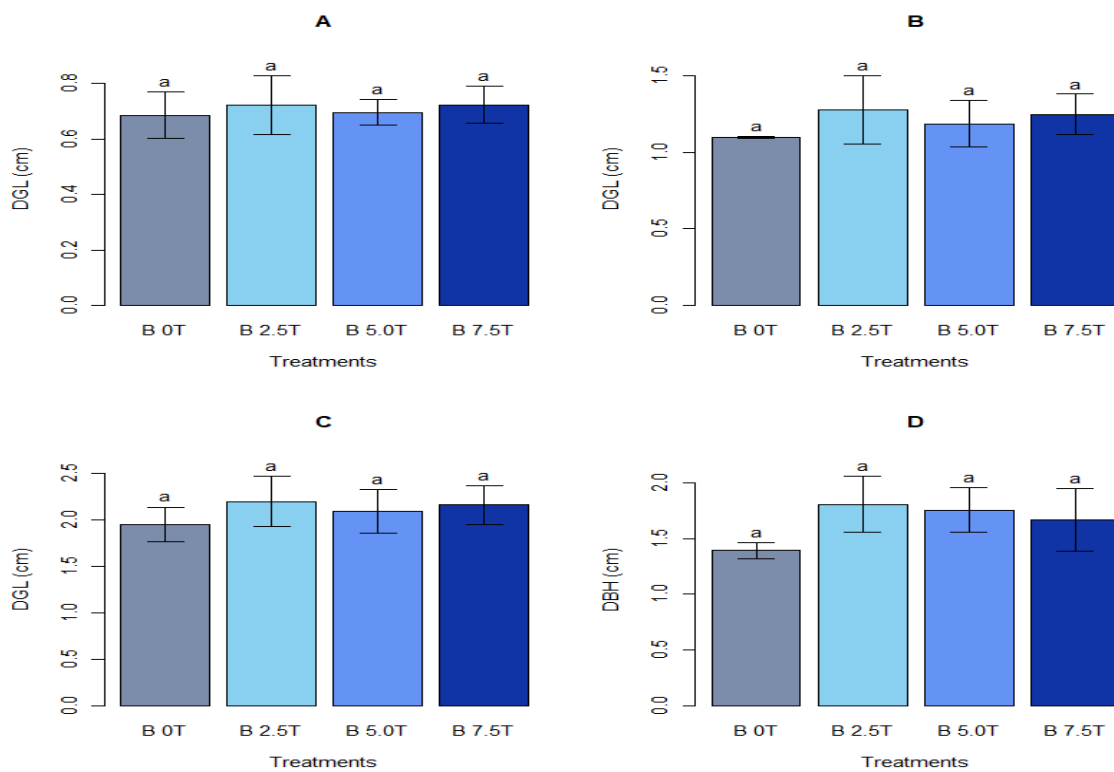 A
DGL (cm)
0.0 0.2 0.4 0.6 0.8
a a a a
B 0T B 2.5T B 5.0T B 7.5T
Treatments
B
DGL (cm)
0.0 0.5 1.0 1.5
a a a a
B 0T B 2.5T B 5.0T B 7.5T
Treatments
C
DGL (cm)
0.0 0.5 1.0 1.5 2.0 2.5
a a a a
B 0T B 2.5T B 5.0T B 7.5T
Treatments
D
DBH (cm)
0.0 0.5 1.0 1.5 2.0
a a a a
B 0T B 2.5T B 5.0T B 7.5T
Treatments